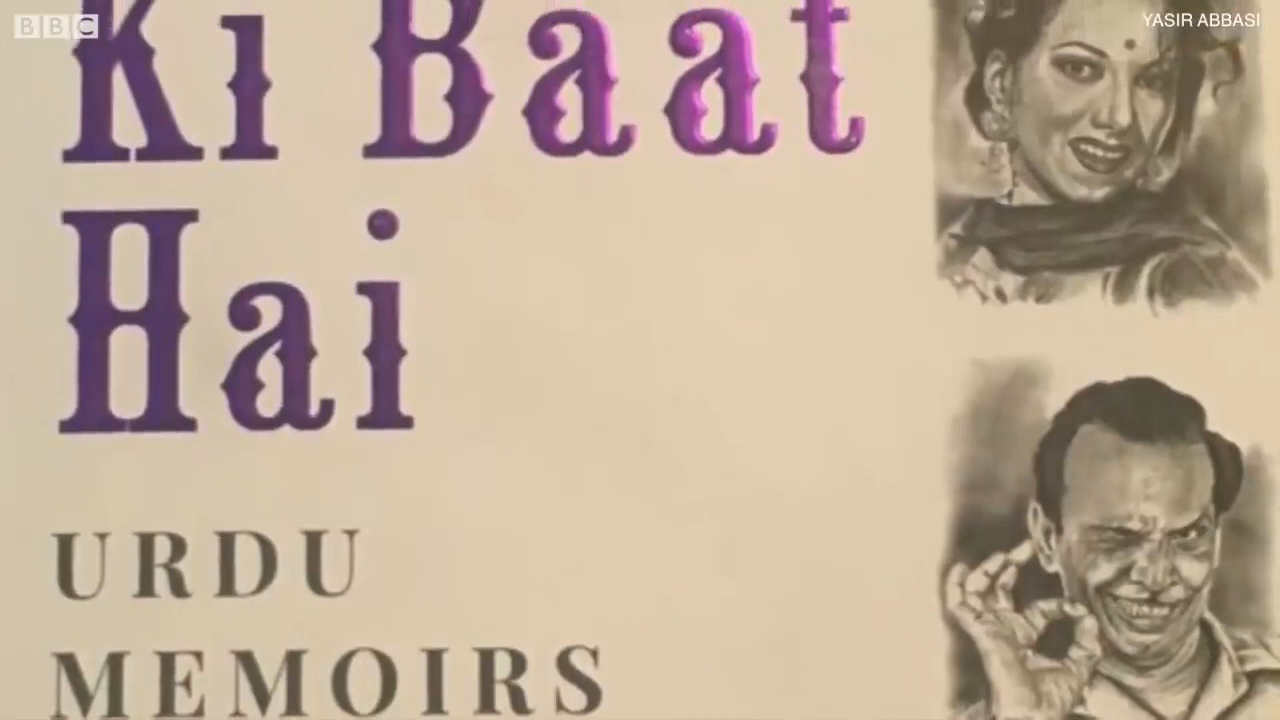 BBC
YASIR ABBASI
Ki Baat
Hai
URDU
MEMOIRS